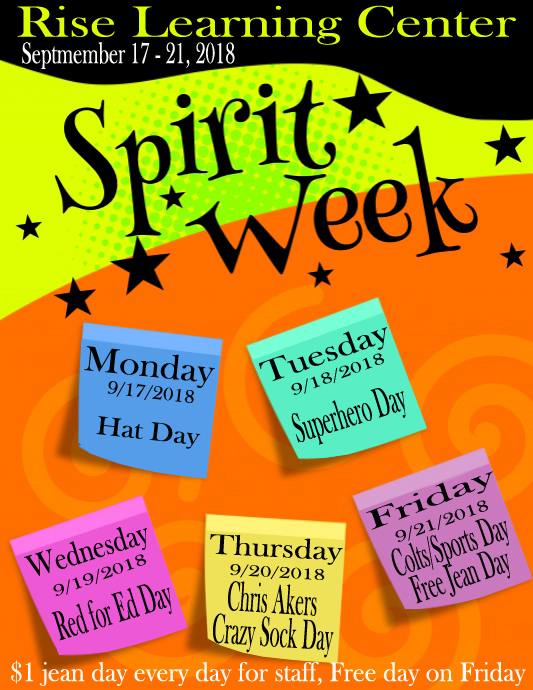 Rise Learning Center
Septmember 17 - 21, 2018
Spirit
Week
Monday
9/17/2018
Hat Day
Tuesday
9/18/2018
Superhero Day
Wednesday
9/19/2018
Red for Ed Day
Thursday
9/20/2018
Chris Akers
Crazy Sock Day
Friday
9/21/2018
Colts/Sports Day
Free Jean Day
$1 jean day every day for staff, Free day on Friday